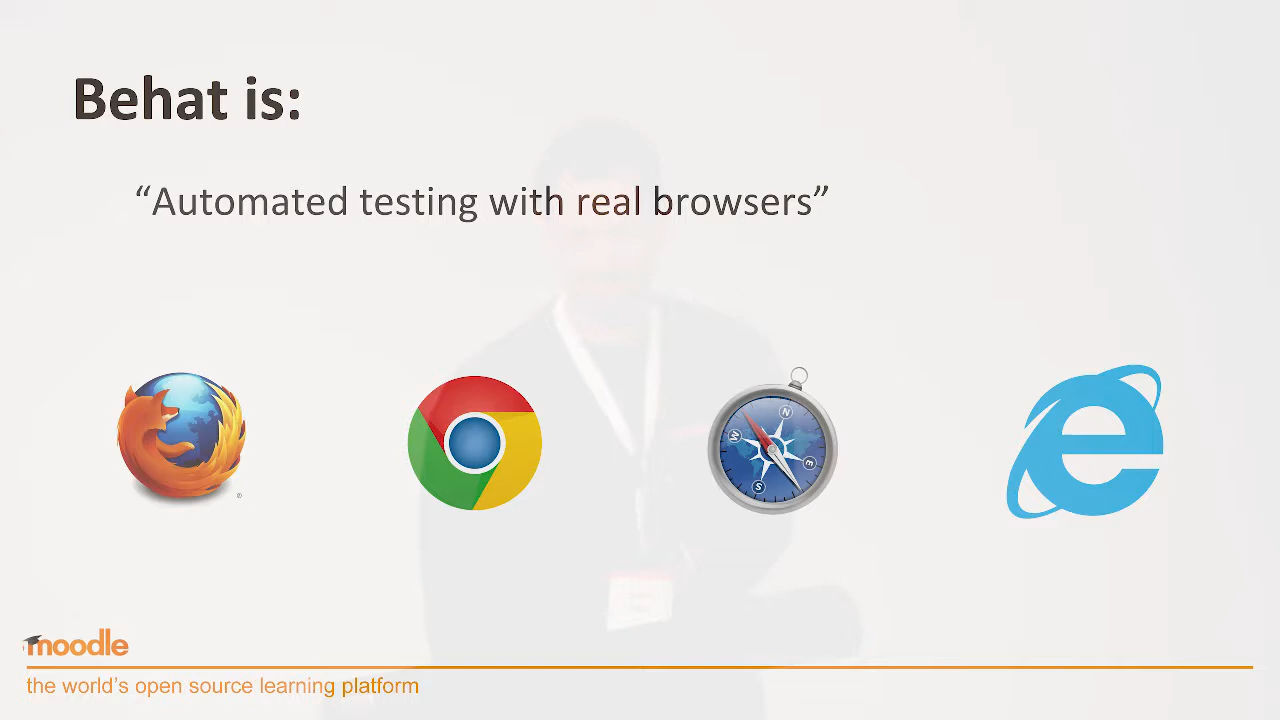 Behat is:
“Automated testing with real browsers”
N
W
E
S
®
moodle
the world's open source learning platform